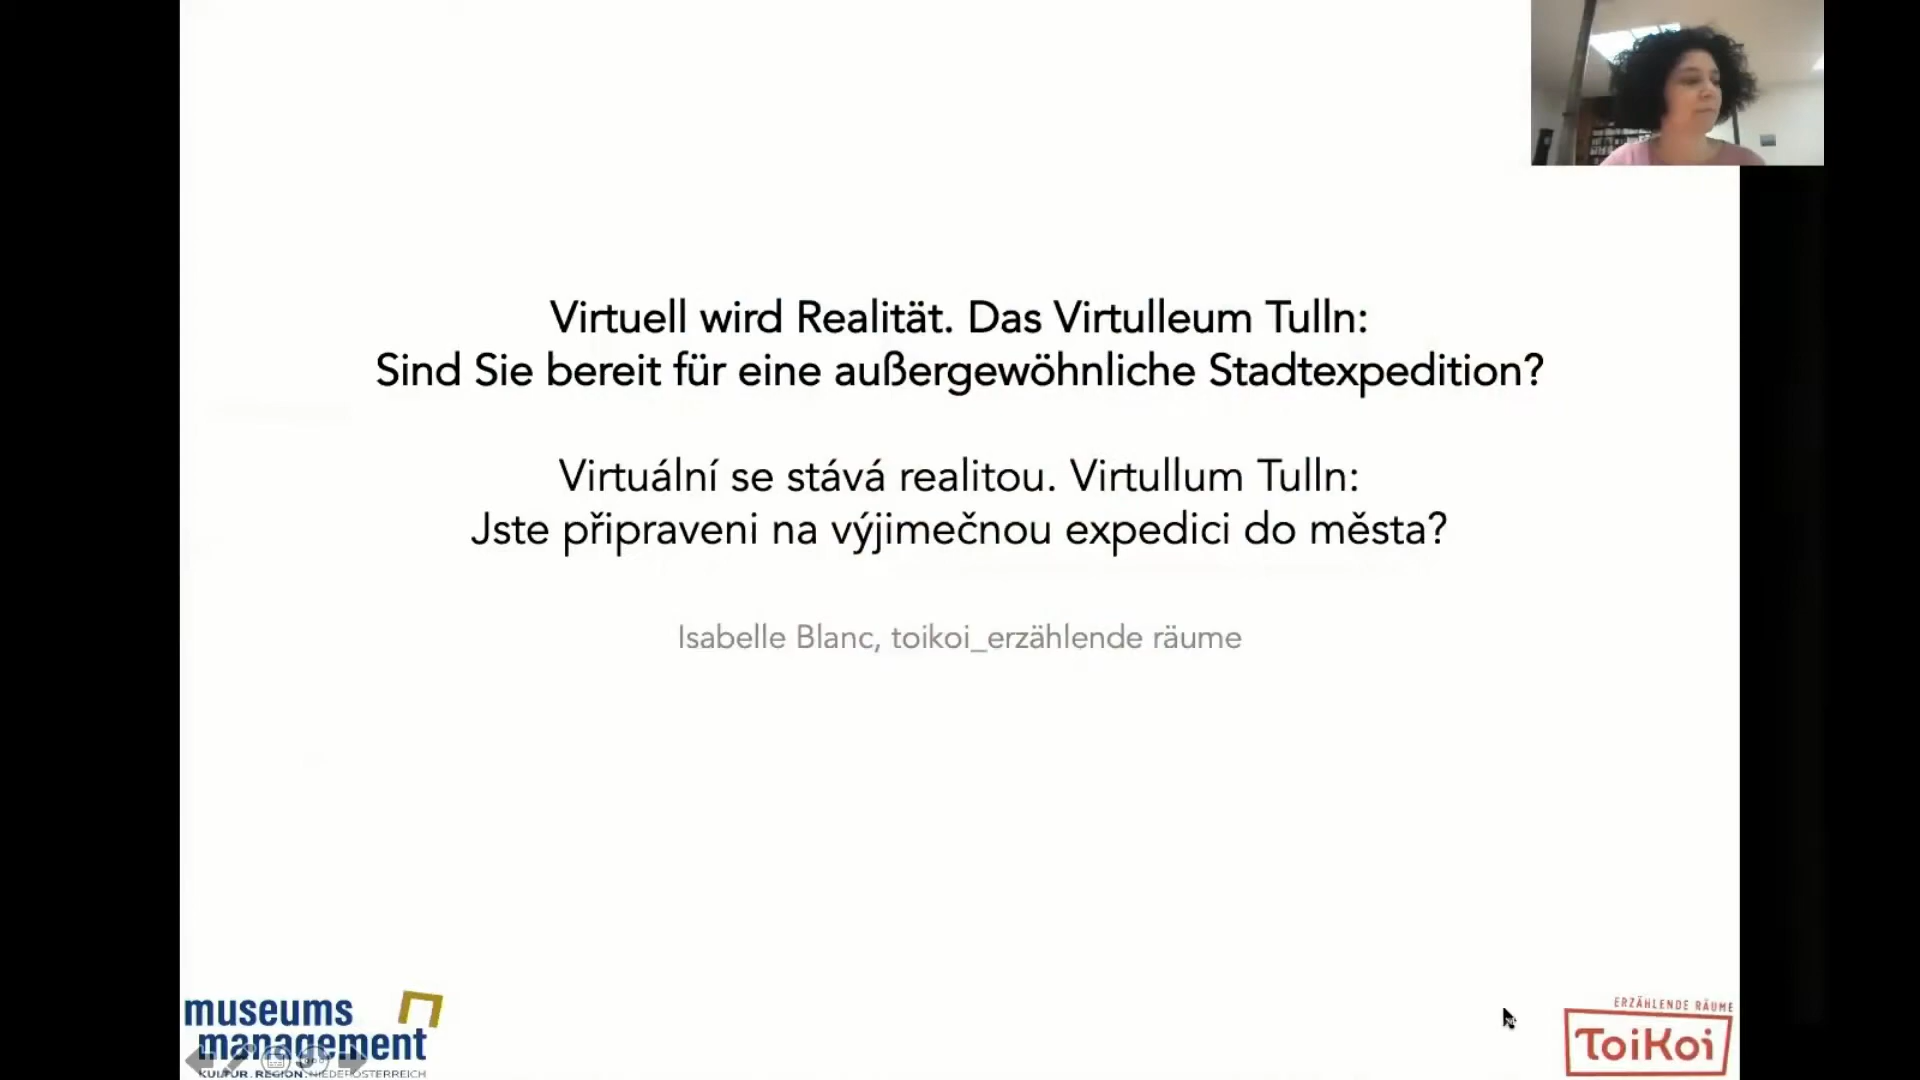 Virtuell wird Realität. Das Virtulleum Tulln:
Sind Sie bereit für eine außergewöhnliche Stadtexpedition?
Virtuální se stává realitou. Virtullum Tulln:
Jste připraveni na výjimečnou expedici do města?
Isabelle Blanc, toikoi_erzählende räume
museums
management
KULTUR.REGION.NIEDERÖSTERREICH
ERZÄHLENDE RÄUME
ToiKoi